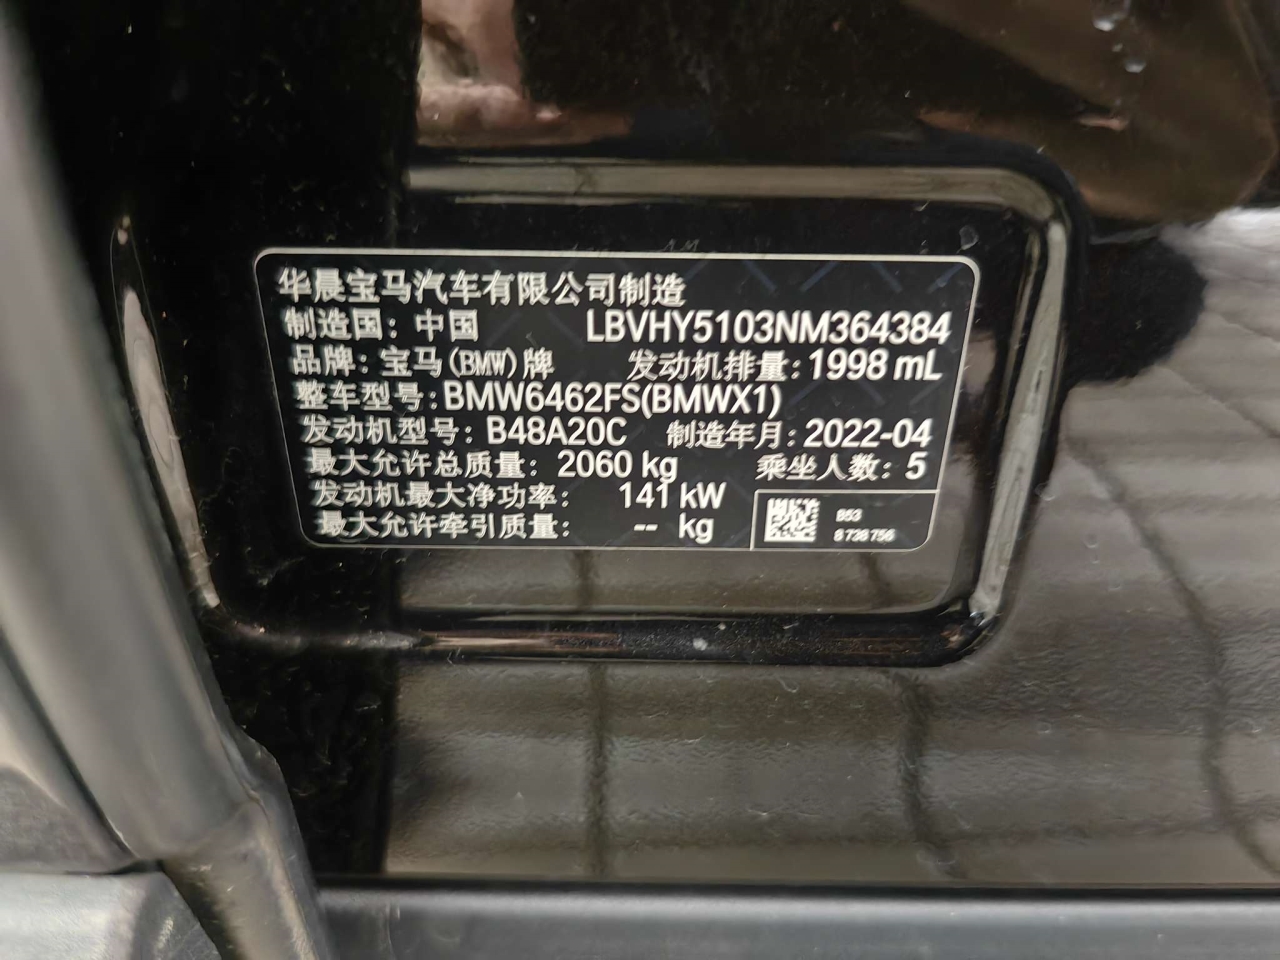 华晨宝马汽车有限公司制造
制造国：中国 LBVHY5103NM364384
品牌：宝马(BMW)牌 发动机排量：1998 mL
整车型号：BMW6462FS(BMWX1)
发动机型号：B48A20C 制造年月：2022-04
最大允许总质量：2060 kg 乘坐人数：5
发动机最大净功率： 141 kW
最大允许牵引质量： -- kg
B53
8 738 756